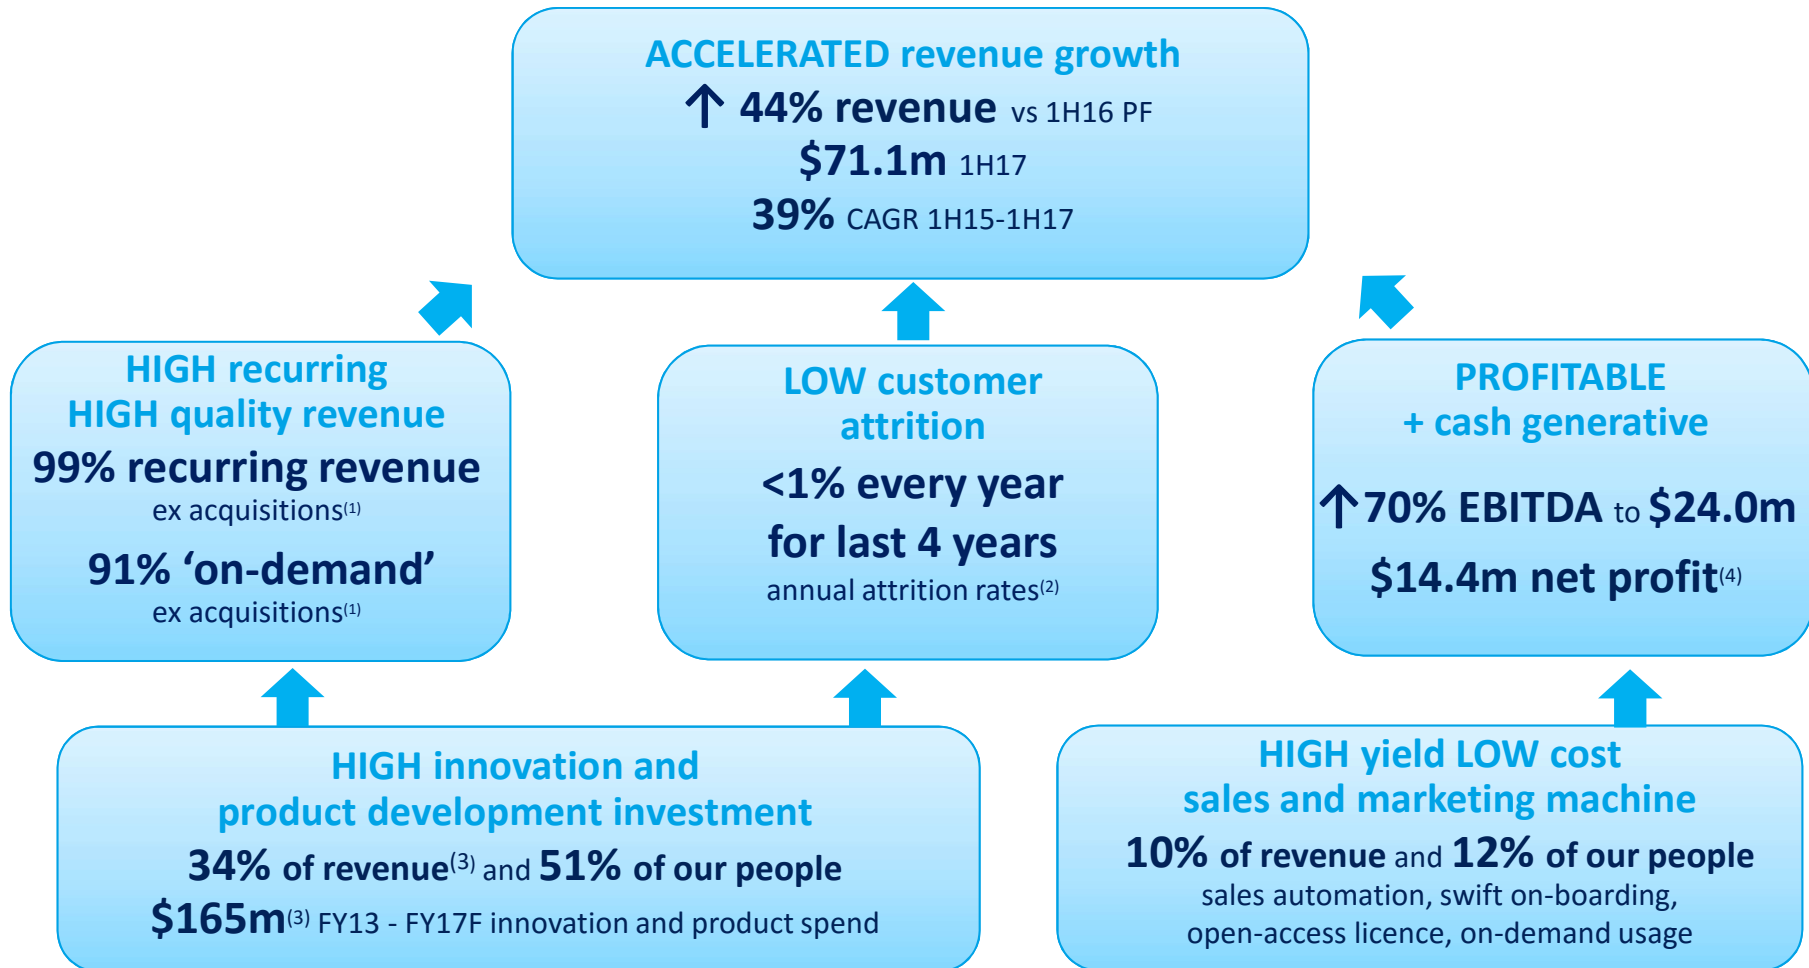 ACCELERATED revenue growth
↑ 44% revenue vs 1H16 PF
$71.1m 1H17
39% CAGR 1H15-1H17
HIGH recurring
HIGH quality revenue
99% recurring revenue
ex acquisitions(1)
91% ‘on-demand’
ex acquisitions(1)
LOW customer
attrition
<1% every year
for last 4 years
annual attrition rates(2)
PROFITABLE
+ cash generative
↑70% EBITDA to $24.0m
$14.4m net profit(4)
HIGH innovation and
product development investment
34% of revenue(3) and 51% of our people
$165m(3) FY13 - FY17F innovation and product spend
HIGH yield LOW cost
sales and marketing machine
10% of revenue and 12% of our people
sales automation, swift on-boarding,
open-access licence, on-demand usage